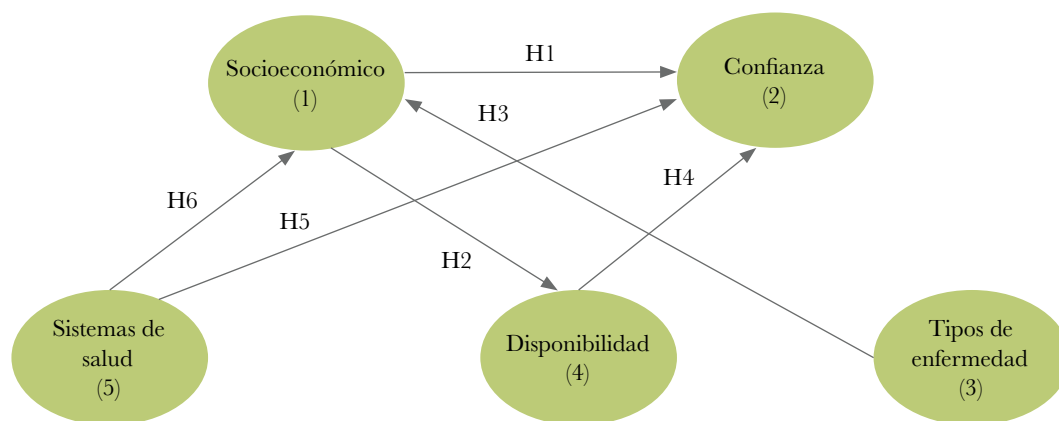 Socioeconómico
(1)
H1
Confianza
(2)
H3
H4
H6
H5
H2
Sistemas de
salud
(5)
Disponibilidad
(4)
Tipos de
enfermedad
(3)